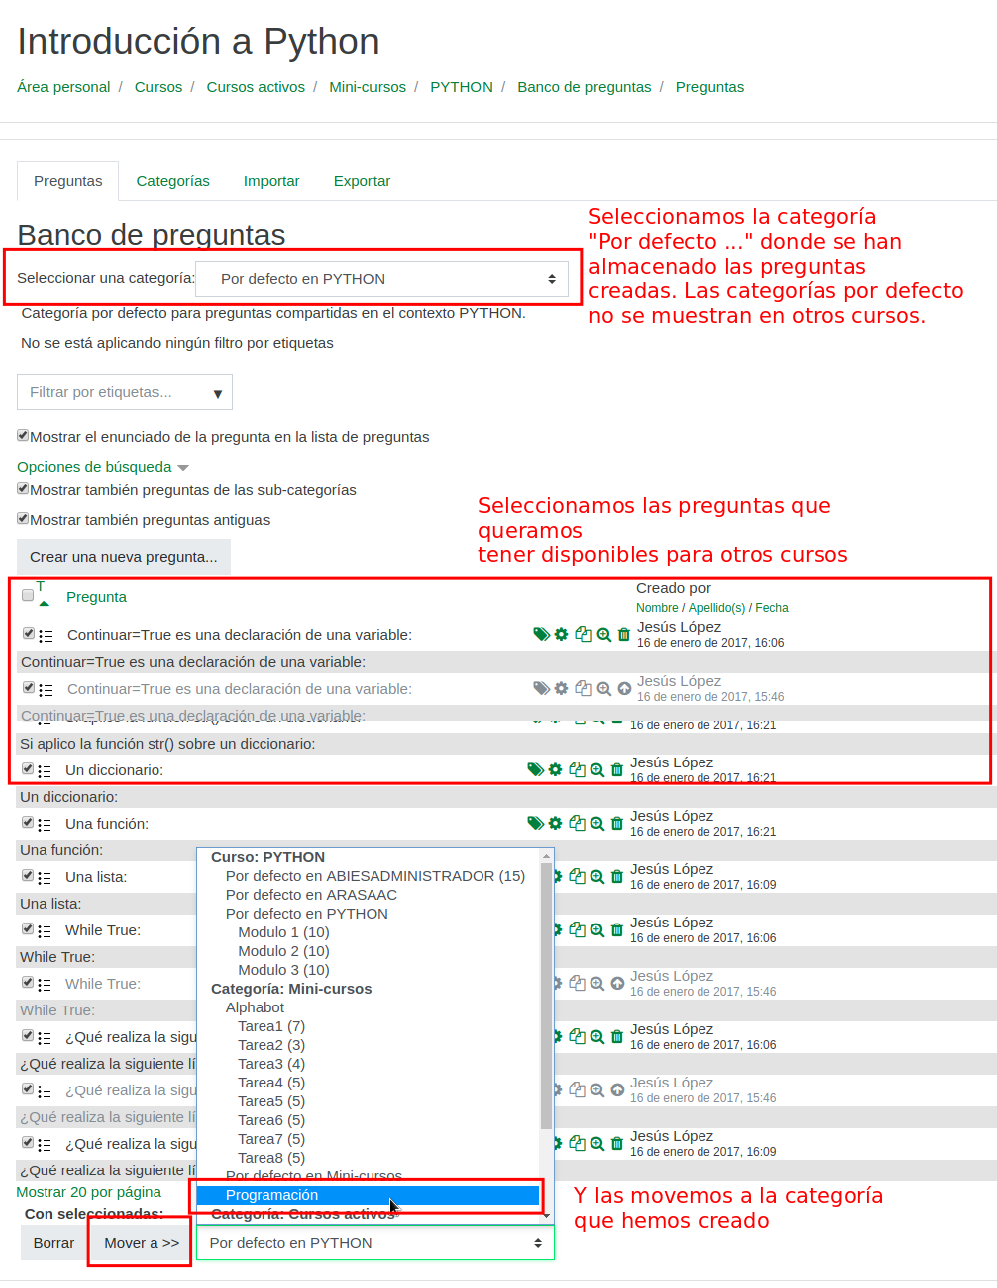 Introducción a Python
Área personal / Cursos / Cursos activos / Mini-cursos / PYTHON / Banco de preguntas / Preguntas
Preguntas Categorías Importar Exportar
Banco de preguntas
Seleccionamos la categoría
"Por defecto ..." donde se han
almacenado las preguntas
creadas. Las categorías por defecto
no se muestran en otros cursos.
Seleccionar una categoría: Por defecto en PYTHON
Categoría por defecto para preguntas compartidas en el contexto PYTHON.
No se está aplicando ningún filtro por etiquetas
Filtrar por etiquetas...
Mostrar el enunciado de la pregunta en la lista de preguntas
Opciones de búsqueda
Mostrar también preguntas de las sub-categorías
Mostrar también preguntas antiguas
Seleccionamos las preguntas que
queramos
tener disponibles para otros cursos
Crear una nueva pregunta...
T Pregunta Creado por
Nombre / Apellido(s) / Fecha
Continuar=True es una declaración de una variable: Jesús López
16 de enero de 2017, 16:06
Continuar=True es una declaración de una variable:
Continuar=True es una declaración de una variable: Jesús López
16 de enero de 2017, 15:46
Continuar=True es una declaración de una variable:
16 de enero de 2017, 16:21
Si aplico la función str() sobre un diccionario:
Un diccionario: Jesús López
16 de enero de 2017, 16:21
Un diccionario:
Una función: Jesús López
16 de enero de 2017, 16:21
Una función:
Una lista: Jesús López
16 de enero de 2017, 16:09
Una lista:
While True: Jesús López
16 de enero de 2017, 16:06
While True:
While True: Jesús López
16 de enero de 2017, 15:46
While True:
¿Qué realiza la sigu Jesús López
16 de enero de 2017, 16:06
¿Qué realiza la siguiente lí
¿Qué realiza la sigu Jesús López
16 de enero de 2017, 15:46
¿Qué realiza la siguiente lí
¿Qué realiza la sigu Jesús López
16 de enero de 2017, 16:09
¿Qué realiza la siguiente lí
Curso: PYTHON
Por defecto en ABIESADMINISTRADOR (15)
Por defecto en ARASAAC
Por defecto en PYTHON
Modulo 1 (10)
Modulo 2 (10)
Modulo 3 (10)
Categoría: Mini-cursos
Alphabot
Tarea1 (7)
Tarea2 (3)
Tarea3 (4)
Tarea4 (5)
Tarea5 (5)
Tarea6 (5)
Tarea7 (5)
Tarea8 (5)
Por defecto en Mini-cursos
Programación
Categoría: Cursos activos
Mostrar 20 por página
Con seleccionadas:
Y las movemos a la categoría
que hemos creado
Borrar Mover a >> Por defecto en PYTHON